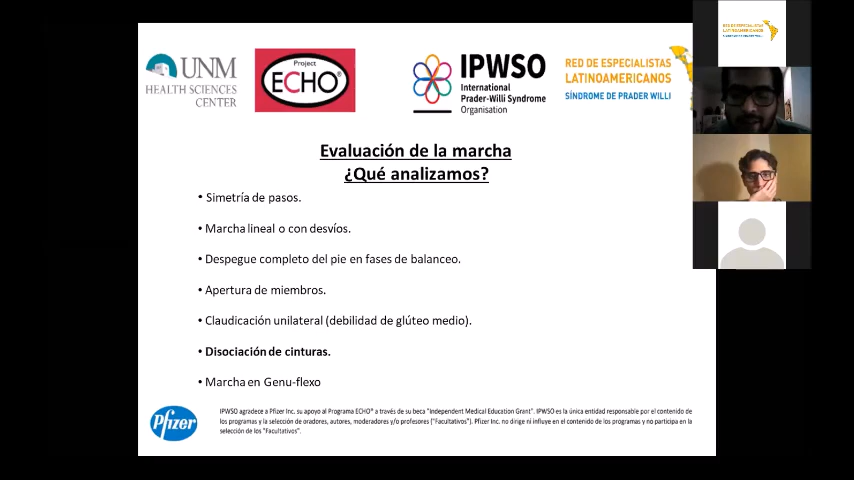 UNM
HEALTH SCIENCES
CENTER
Project
ECHO®
IPWSO
International
Prader-Willi Syndrome
Organisation
RED DE ESPECIALISTAS
LATINOAMERICANOS
SÍNDROME DE PRADER WILLI
RED DE ESPECIALISTAS
LATINOAMERICANOS
Evaluación de la marcha
¿Qué analizamos?
• Simetría de pasos.
• Marcha lineal o con desvíos.
• Despegue completo del pie en fases de balanceo.
• Apertura de miembros.
• Claudicación unilateral (debilidad de glúteo medio).
• Disociación de cinturas.
• Marcha en Genu-flexo
Pfizer
IPWSO agradece a Pfizer Inc. su apoyo al Programa ECHO® a través de su beca "Independent Medical Education Grant". IPWSO es la única entidad responsable por el contenido de
los programas y la selección de oradores, autores, moderadores y/o profesores ("Facultativos"). Pfizer Inc. no dirige ni influye en el contenido de los programas y no participa en la
selección de los "Facultativos".